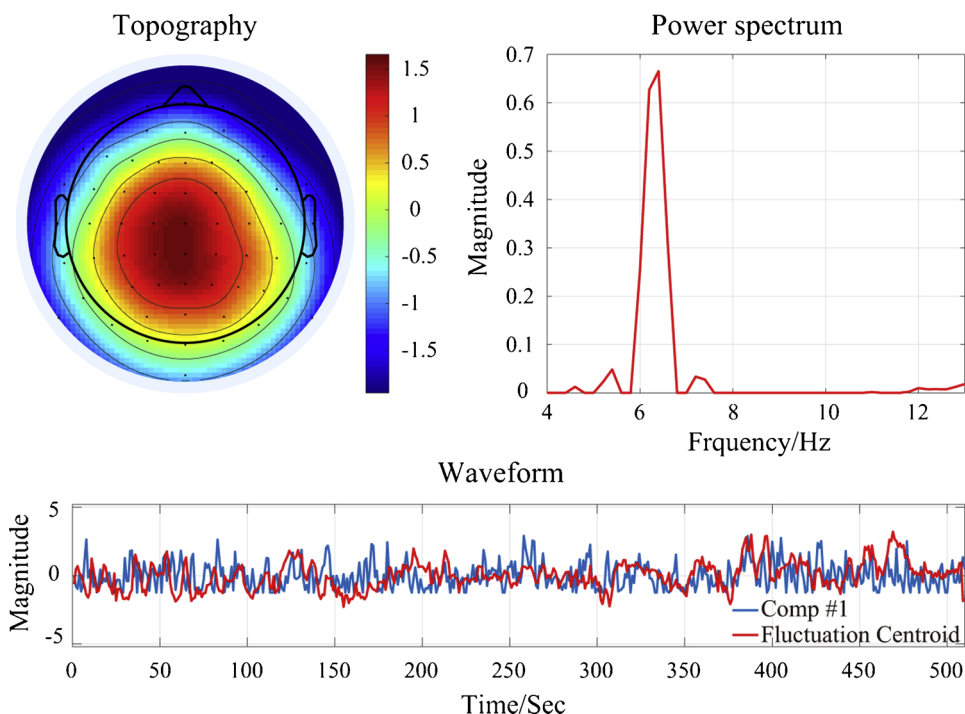 Topography
1.5
1
0.5
0
-0.5
-1
-1.5
Power spectrum
Magnitude
0.7
0.6
0.5
0.4
0.3
0.2
0.1
0
4 6 8 10 12
Frquency/Hz
Waveform
Magnitude
5
0
-5
Comp #1
Fluctuation Centroid
0 50 100 150 200 250 300 350 400 450 500
Time/Sec